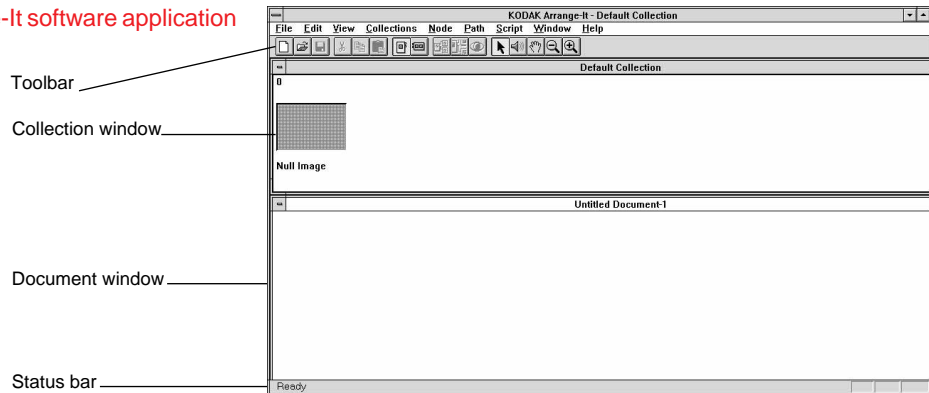 -It software application
KODAK Arrange-It - Default Collection
File Edit View Collections Node Path Script Window Help
Toolbar
Default Collection
0
Collection window
Null Image
Untitled Document-1
Document window
Status bar
Ready